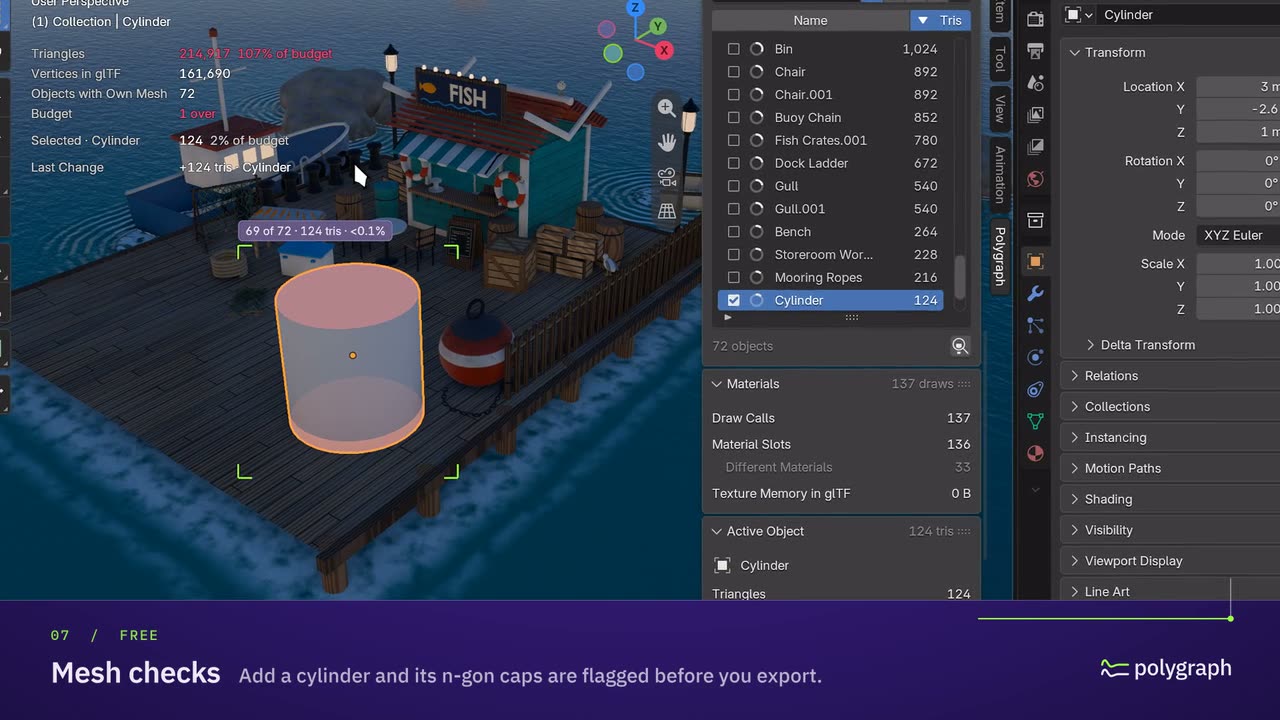 User Perspective
(1) Collection | Cylinder
Triangles 214,917 107% of budget
Vertices in glTF 161,690
Objects with Own Mesh 72
Budget 1 over
Selected · Cylinder 124 2% of budget
Last Change +124 tris · Cylinder
69 of 72 · 124 tris · <0.1%
FISH
Z
Y
X
Name Tris
Bin 1,024
Chair 892
Chair.001 892
Buoy Chain 852
Fish Crates.001 780
Dock Ladder 672
Gull 540
Gull.001 540
Bench 264
Storeroom Wor... 228
Mooring Ropes 216
Cylinder 124
72 objects
Materials 137 draws
Draw Calls 137
Material Slots 136
Different Materials 33
Texture Memory in glTF 0 B
Active Object 124 tris
Cylinder
Triangles 124
Tool
View
Animation
Polygraph
Cylinder
Transform
Location X 3 m
Y -2.6
Z 1 m
Rotation X 0°
Y 0°
Z 0°
Mode XYZ Euler
Scale X 1.00
Y 1.00
Z 1.00
Delta Transform
Relations
Collections
Instancing
Motion Paths
Shading
Visibility
Viewport Display
Line Art
07 / FREE
Mesh checks Add a cylinder and its n-gon caps are flagged before you export.
polygraph